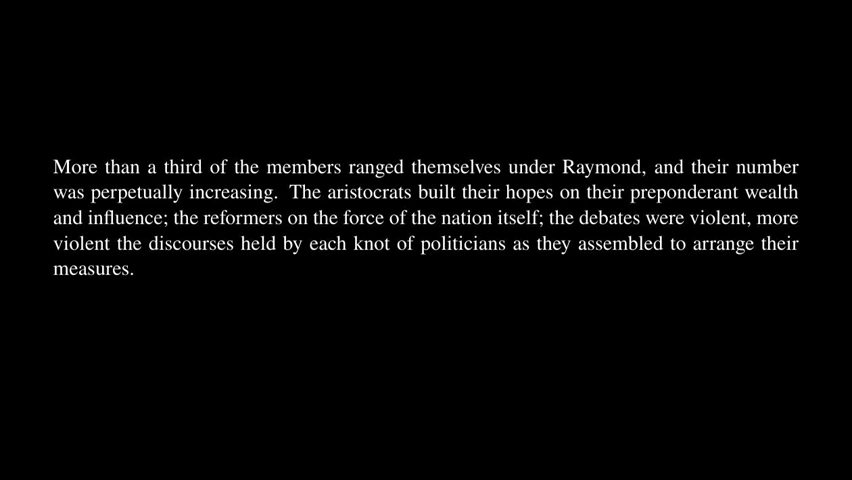 More than a third of the members ranged themselves under Raymond, and their number
was perpetually increasing. The aristocrats built their hopes on their preponderant wealth
and influence; the reformers on the force of the nation itself; the debates were violent, more
violent the discourses held by each knot of politicians as they assembled to arrange their
measures.